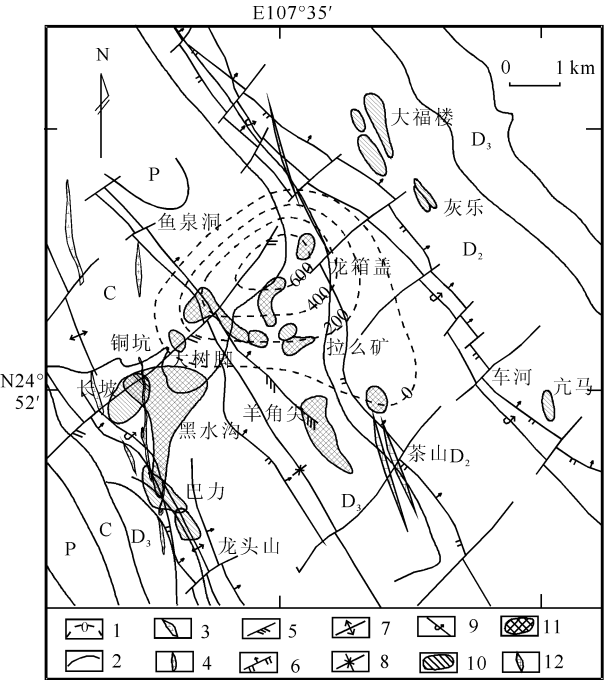 E107°35′
N
0 1 km
大福楼
D3
P
灰乐
鱼泉洞
D2
龙箱盖
600
C
400
200
铜坑
大树脚
拉么矿
N24°
52′
长坡
车河
亢马
0
羊角尖
黑水沟
茶山 D2
巴力
D3
C
D3
P
龙头山
0 1
3
5
7
9
11
2
4
6
8
10
12